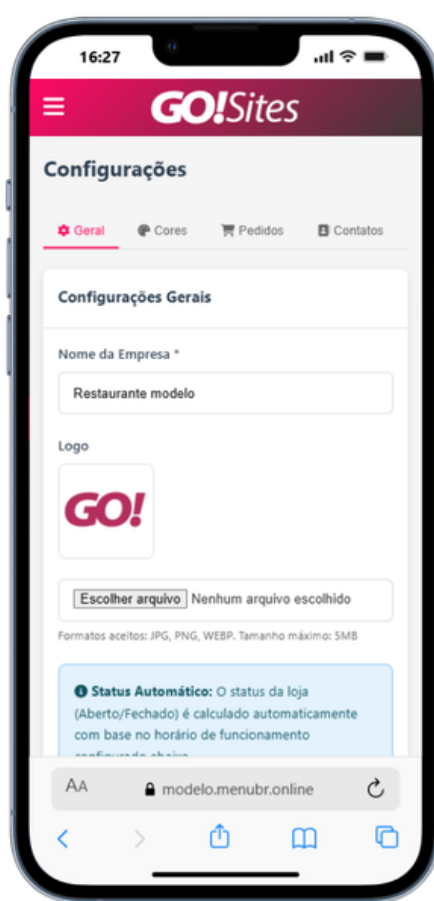 16:27
GO!Sites
Configurações
Geral Cores Pedidos Contatos
Configurações Gerais
Nome da Empresa *
Restaurante modelo
Logo
GO!
Escolher arquivo Nenhum arquivo escolhido
Formatos aceitos: JPG, PNG, WEBP. Tamanho máximo: 5MB
Status Automático: O status da loja
(Aberto/Fechado) é calculado automaticamente
com base no horário de funcionamento
configurado abaixo
AA modelo.menubr.online